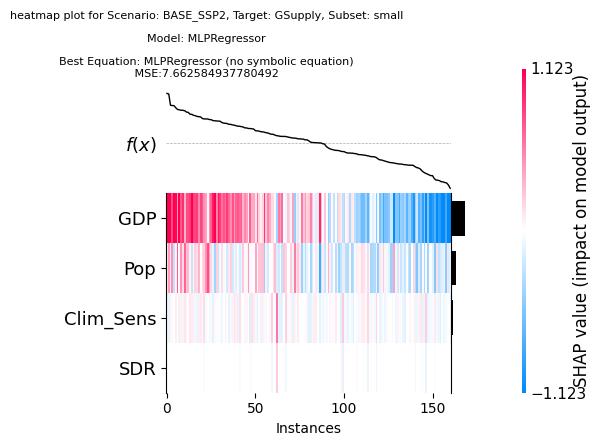 heatmap plot for Scenario: BASE_SSP2, Target: GSupply, Subset: small
Model: MLPRegressor
Best Equation: MLPRegressor (no symbolic equation)
MSE:7.662584937780492
f(x)
GDP
Pop
Clim_Sens
SDR
0 50 100 150
Instances
1.123
SHAP value (impact on model output)
−1.123